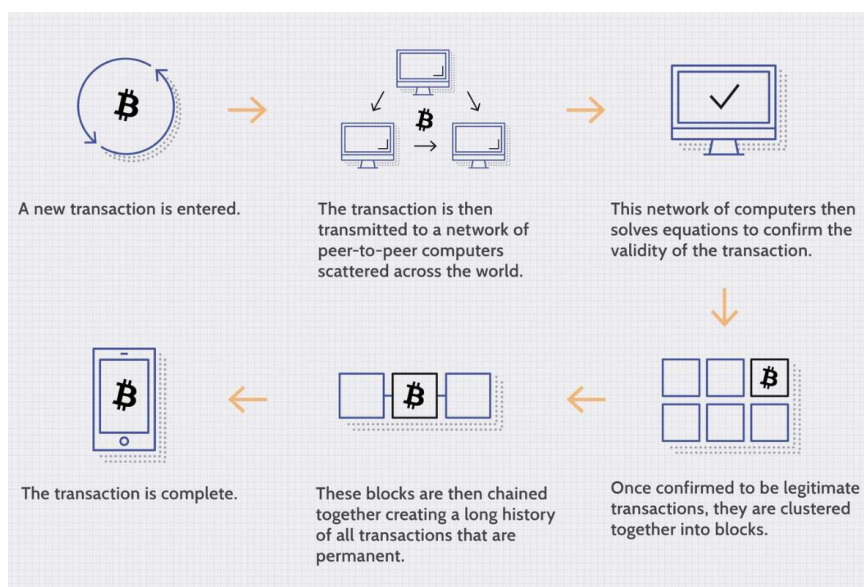 A new transaction is entered.
The transaction is then
transmitted to a network of
peer-to-peer computers
scattered across the world.
This network of computers then
solves equations to confirm the
validity of the transaction.
Once confirmed to be legitimate
transactions, they are clustered
together into blocks.
These blocks are then chained
together creating a long history
of all transactions that are
permanent.
The transaction is complete.